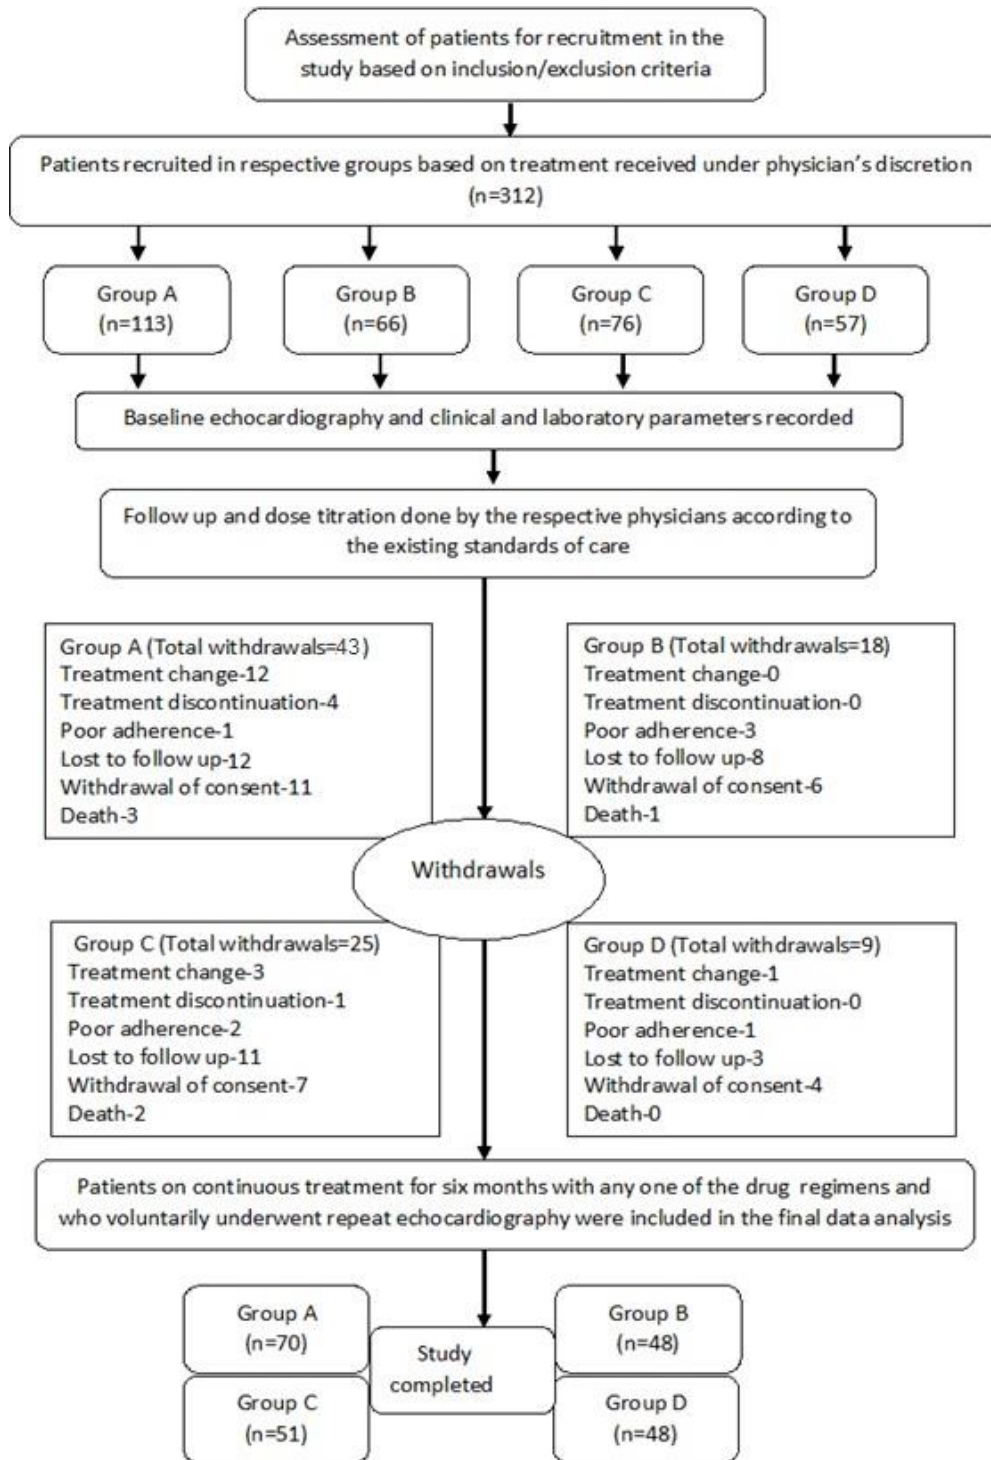 Assessment of patients for recruitment in the
study based on inclusion/exclusion criteria
Patients recruited in respective groups based on treatment received under physician's discretion
(n=312)
Group A
(n=113)
Group B
(n=66)
Group C
(n=76)
Group D
(n=57)
Baseline echocardiography and clinical and laboratory parameters recorded
Follow up and dose titration done by the respective physicians according to
the existing standards of care
Group A (Total withdrawals=43)
Treatment change-12
Treatment discontinuation-4
Poor adherence-1
Lost to follow up-12
Withdrawal of consent-11
Death-3
Group B (Total withdrawals=18)
Treatment change-0
Treatment discontinuation-0
Poor adherence-3
Lost to follow up-8
Withdrawal of consent-6
Death-1
Withdrawals
Group C (Total withdrawals=25)
Treatment change-3
Treatment discontinuation-1
Poor adherence-2
Lost to follow up-11
Withdrawal of consent-7
Death-2
Group D (Total withdrawals=9)
Treatment change-1
Treatment discontinuation-0
Poor adherence-1
Lost to follow up-3
Withdrawal of consent-4
Death-0
Patients on continuous treatment for six months with any one of the drug regimens and
who voluntarily underwent repeat echocardiography were included in the final data analysis
Group A
(n=70)
Group B
(n=48)
Study
completed
Group C
(n=51)
Group D
(n=48)